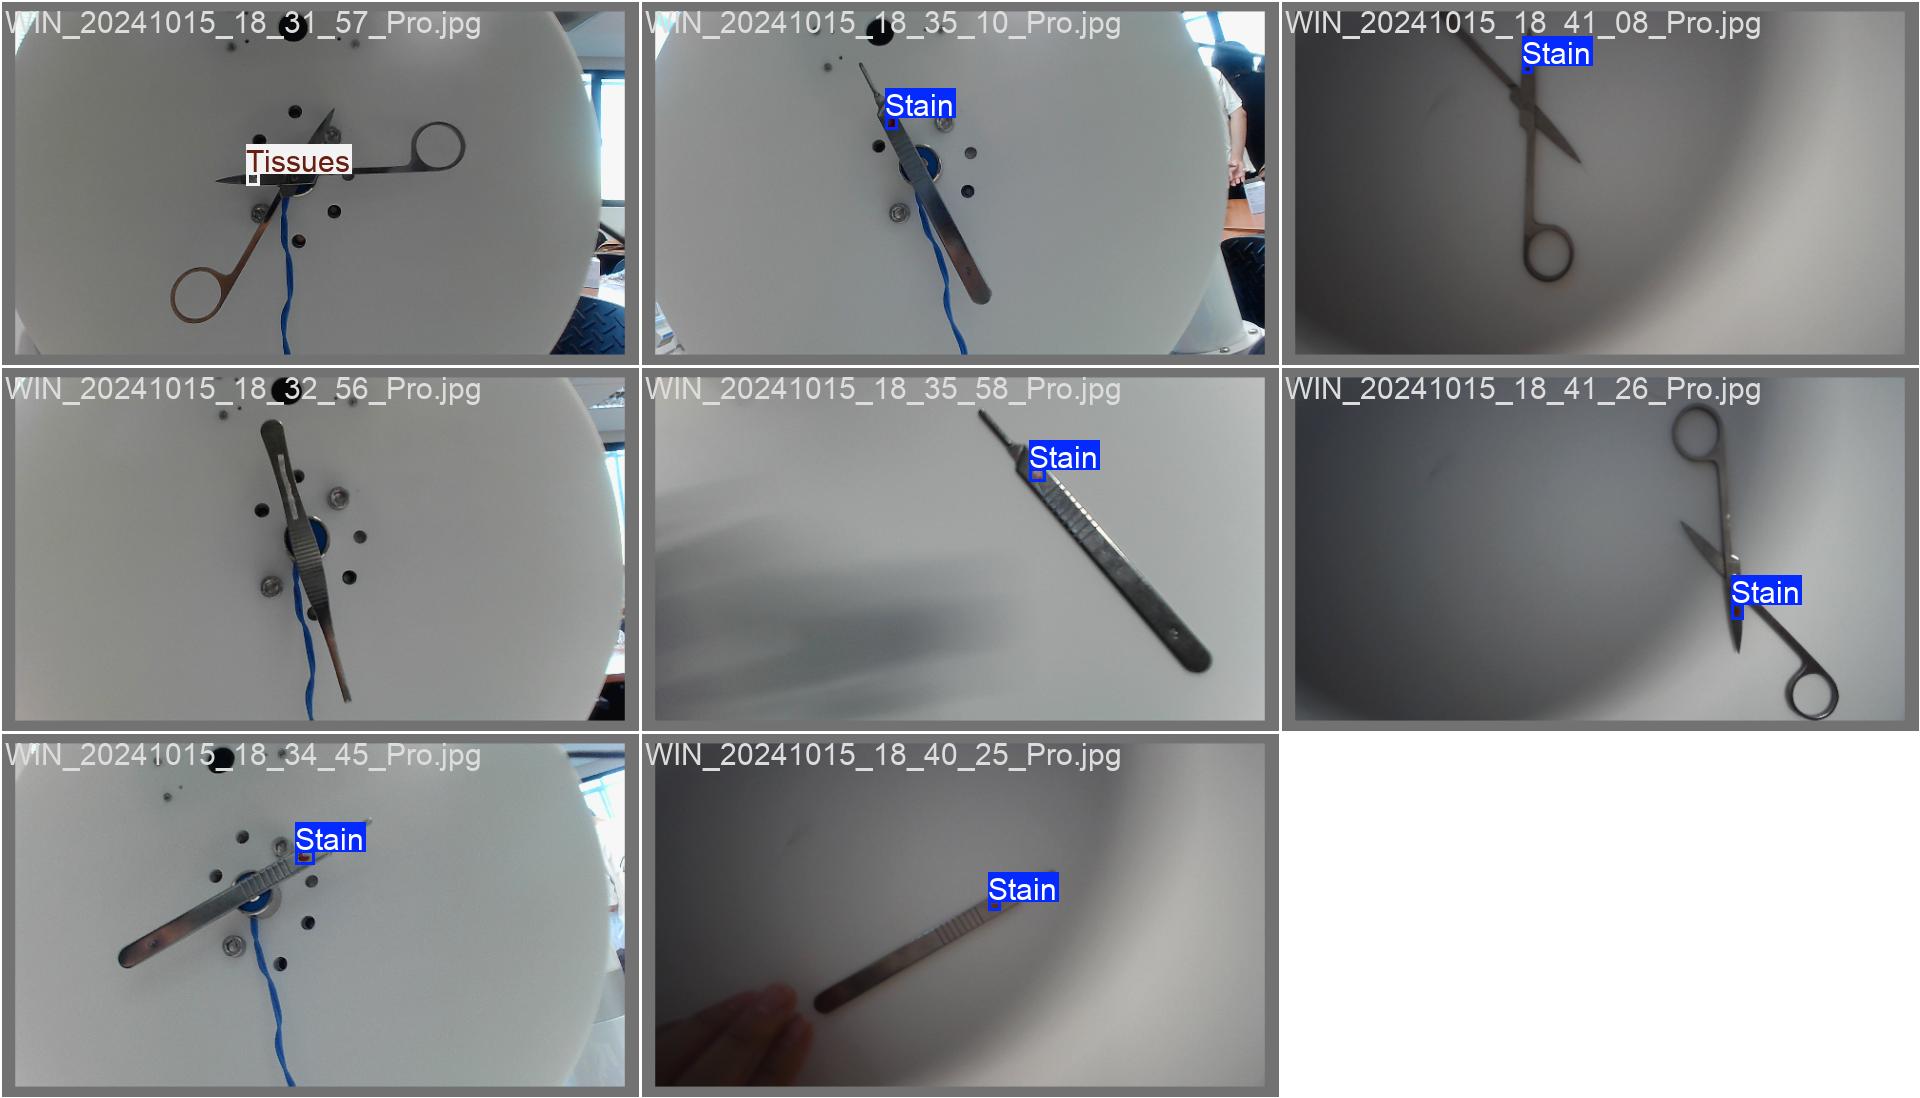 WIN_20241015_18_31_57_Pro.jpg
Tissues
WIN_20241015_18_35_10_Pro.jpg
Stain
WIN_20241015_18_41_08_Pro.jpg
Stain
WIN_20241015_18_32_56_Pro.jpg
WIN_20241015_18_35_58_Pro.jpg
Stain
WIN_20241015_18_41_26_Pro.jpg
Stain
WIN_20241015_18_34_45_Pro.jpg
Stain
WIN_20241015_18_40_25_Pro.jpg
Stain